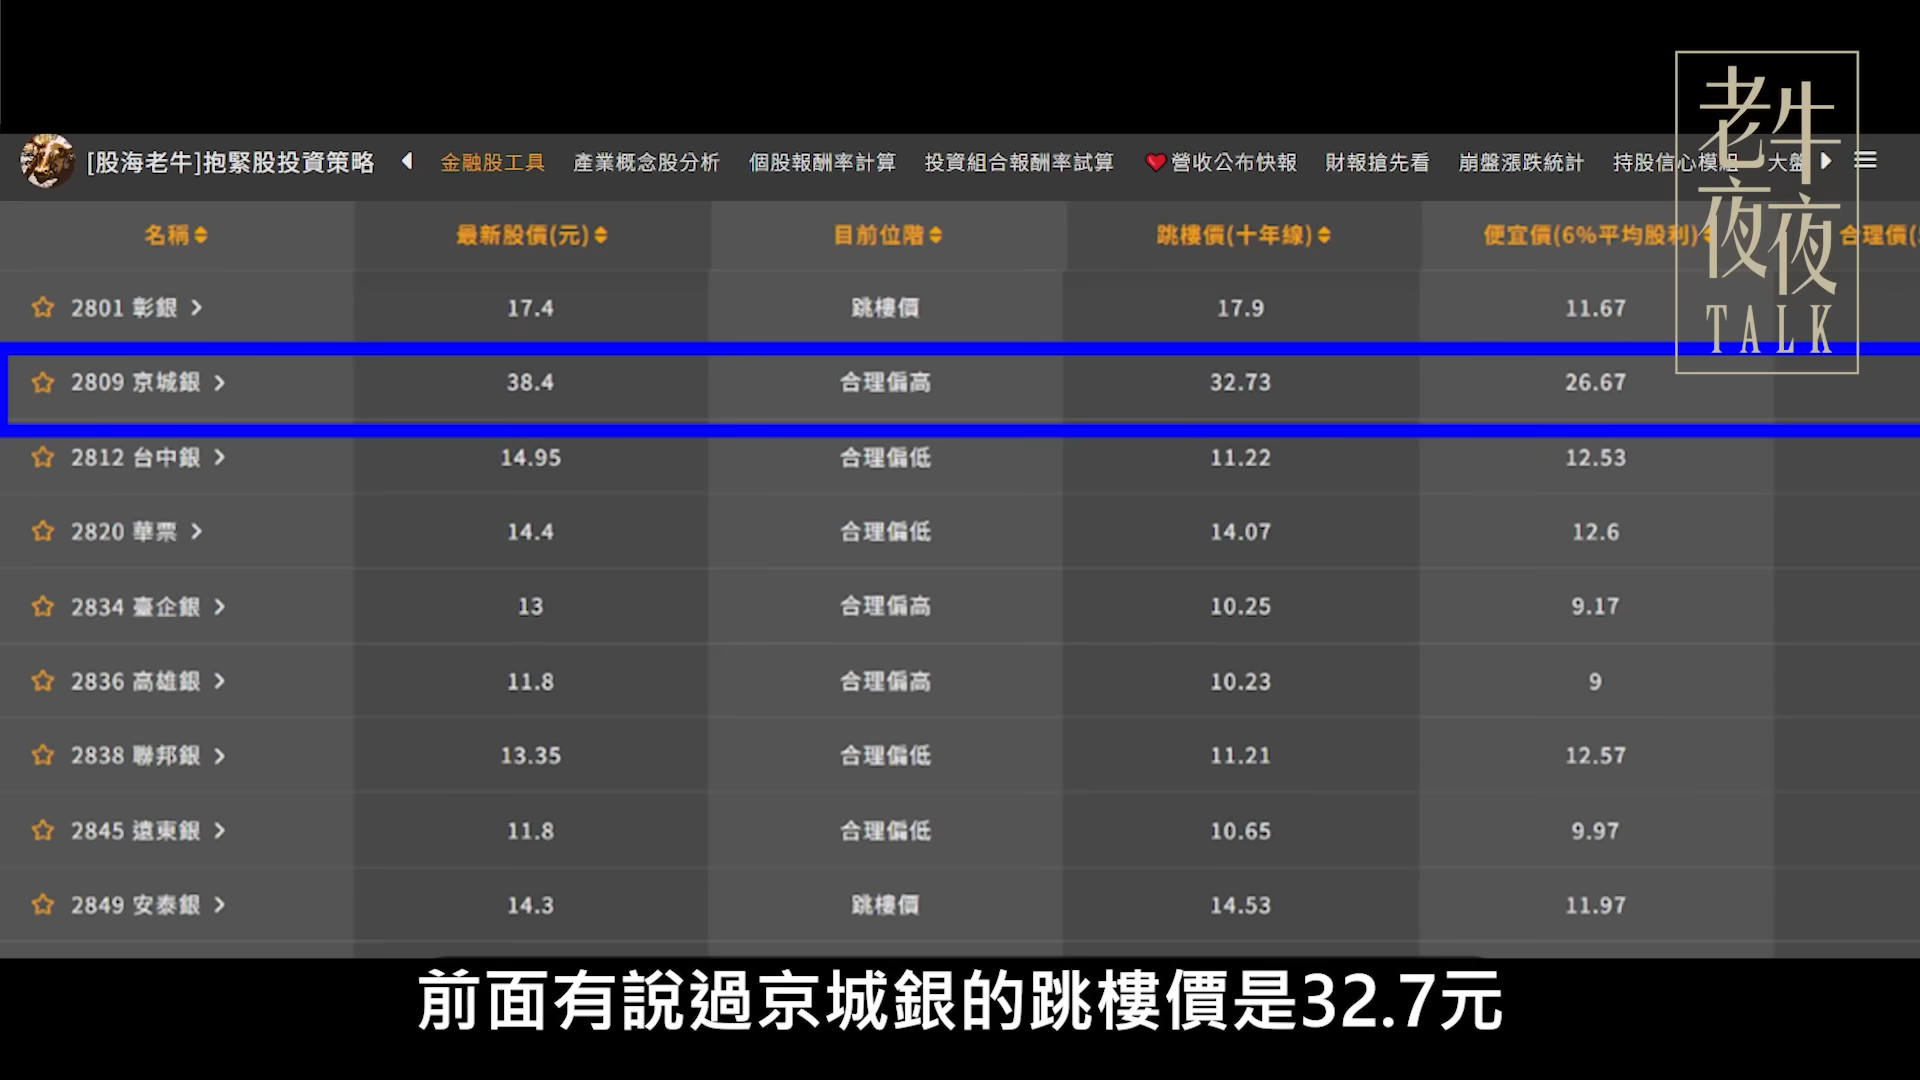 老牛
夜夜
TALK
[股海老牛]抱緊股投資策略 金融股工具 產業概念股分析 個股報酬率計算 投資組合報酬率試算 營收公布快報 財報搶先看 崩盤漲跌統計 持股信心模組 大盤
名稱 最新股價(元) 目前位階 跳樓價(十年線) 便宜價(6%平均股利) 合理價(
2801 彰銀 17.4 跳樓價 17.9 11.67
2809 京城銀 38.4 合理偏高 32.73 26.67
2812 台中銀 14.95 合理偏低 11.22 12.53
2820 華票 14.4 合理偏低 14.07 12.6
2834 臺企銀 13 合理偏高 10.25 9.17
2836 高雄銀 11.8 合理偏高 10.23 9
2838 聯邦銀 13.35 合理偏低 11.21 12.57
2845 遠東銀 11.8 合理偏低 10.65 9.97
2849 安泰銀 14.3 跳樓價 14.53 11.97
前面有說過京城銀的跳樓價是32.7元